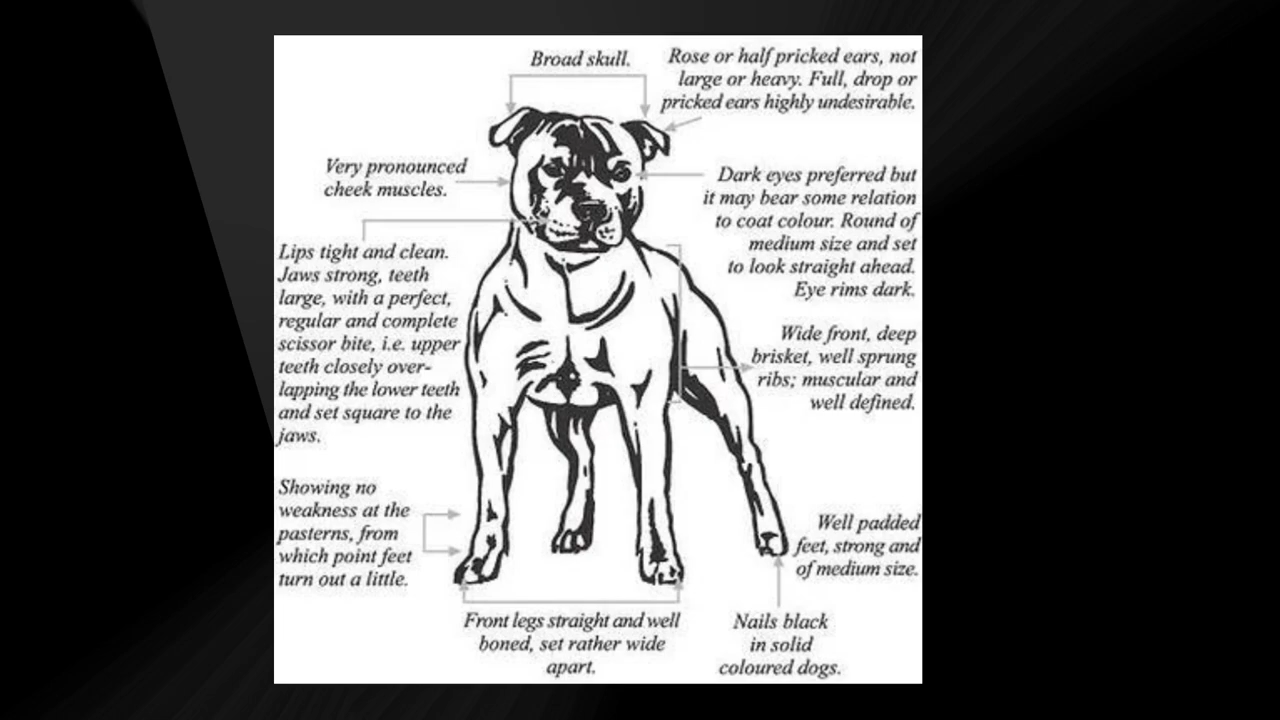 Broad skull.
Rose or half pricked ears, not
large or heavy. Full, drop or
pricked ears highly undesirable.
Very pronounced
cheek muscles.
Dark eyes preferred but
it may bear some relation
to coat colour. Round of
medium size and set
to look straight ahead.
Eye rims dark.
Lips tight and clean.
Jaws strong, teeth
large, with a perfect,
regular and complete
scissor bite, i.e. upper
teeth closely over-
lapping the lower teeth
and set square to the
jaws.
Wide front, deep
brisket, well sprung
ribs; muscular and
well defined.
Showing no
weakness at the
pasterns, from
which point feet
turn out a little.
Well padded
feet, strong and
of medium size.
Front legs straight and well
boned, set rather wide
apart.
Nails black
in solid
coloured dogs.